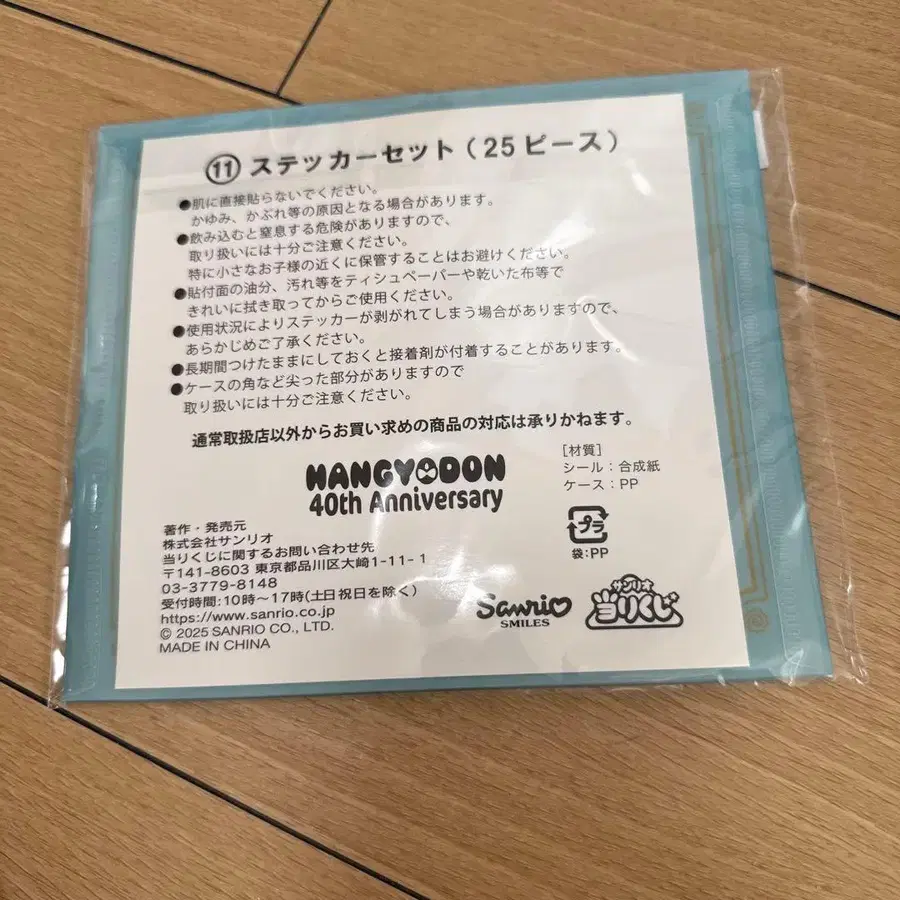 ⑪ ステッカーセット(25ピース)
●肌に直接貼らないでください。
かゆみ、かぶれ等の原因となる場合があります。
●飲み込むと窒息する危険がありますので、
取り扱いには十分ご注意ください。
特に小さなお子様の近くに保管することはお避けください。
●貼付面の油分、汚れ等をティシュペーパーや乾いた布等で
きれいに拭き取ってからご使用ください。
●使用状況によりステッカーが剥がれてしまう場合がありますので、
あらかじめご了承ください。
●長期間つけたままにしておくと接着剤が付着することがあります。
●ケースの角など尖った部分がありますので
取り扱いには十分ご注意ください。
通常取扱店以外からお買い求めの商品の対応は承りかねます。
HANGYODON
40th Anniversary
[材質]
シール:合成紙
ケース:PP
プラ
袋:PP
著作・発売元
株式会社サンリオ
当りくじに関するお問い合わせ先
〒141-8603 東京都品川区大崎1-11-1
03-3779-8148
受付時間:10時~17時(土日祝日を除く)
https://www.sanrio.co.jp
© 2025 SANRIO CO., LTD.
MADE IN CHINA
Sanrio
SMILES
サンリオ
当りくじ